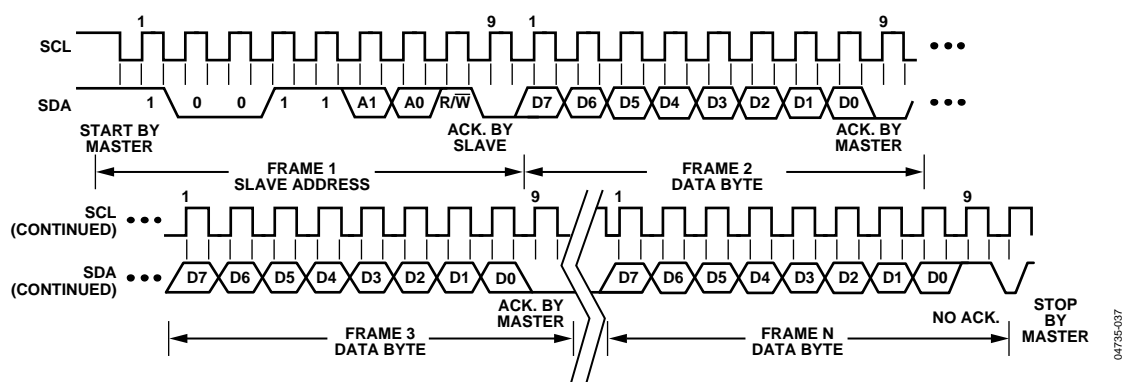 1 9 1
SCL •••
SDA 1 0 0 1 1 A1 A0 R/W̅ D7 D6 D5 D4 D3 D2 D1 D0 •••
START BY MASTER
ACK. BY SLAVE
ACK. BY MASTER
FRAME 1
SLAVE ADDRESS
FRAME 2
DATA BYTE
1 9 1 9
SCL
(CONTINUED) •••
SDA
(CONTINUED) ••• D7 D6 D5 D4 D3 D2 D1 D0 D7 D6 D5 D4 D3 D2 D1 D0
ACK. BY
MASTER
NO ACK.
STOP
BY
MASTER
FRAME 3
DATA BYTE
FRAME N
DATA BYTE
9
04735-037